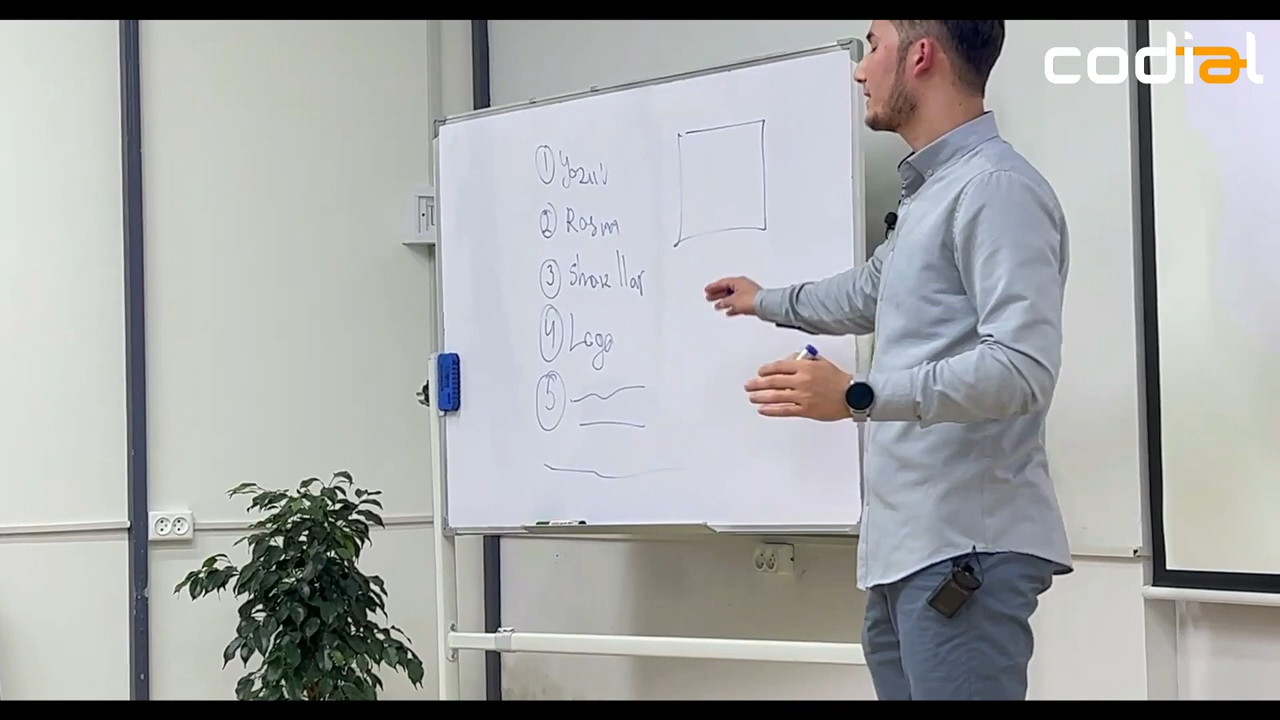 codial
① Yozuv
② Rasm
③ Shakllar
④ Logo
⑤